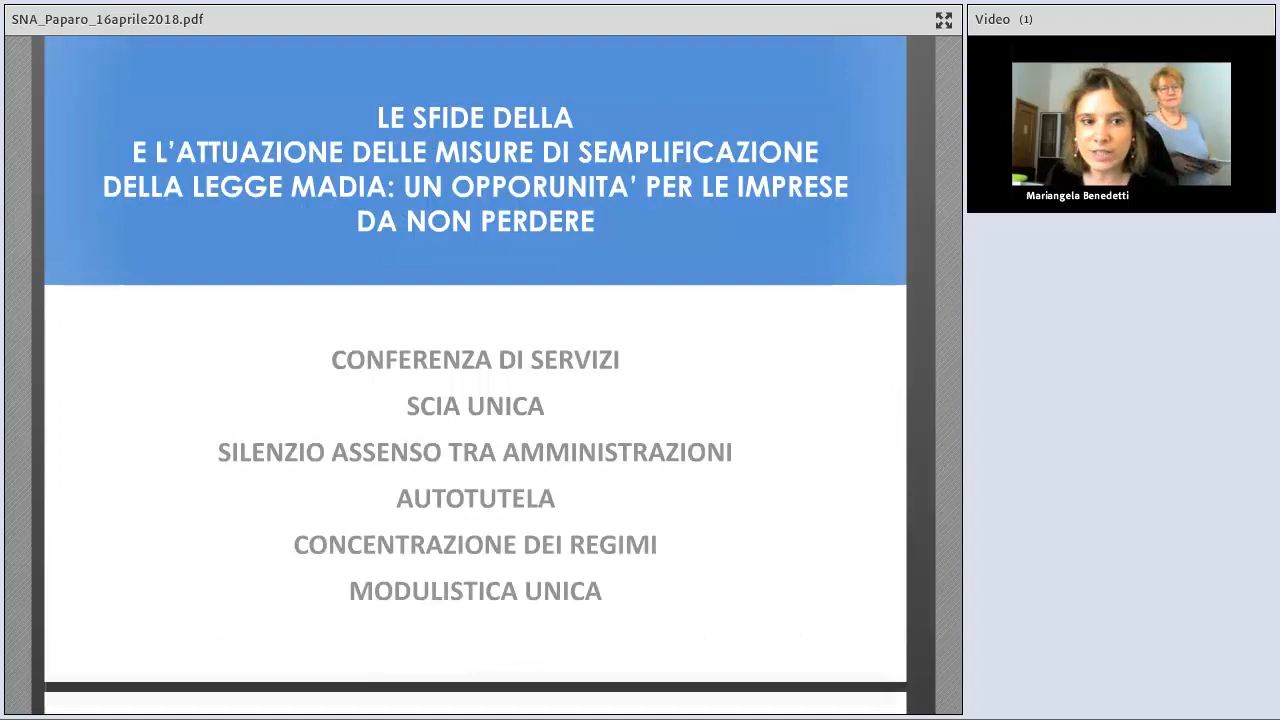 SNA_Paparo_16aprile2018.pdf
Video (1)
Mariangela Benedetti
LE SFIDE DELLA
E L’ATTUAZIONE DELLE MISURE DI SEMPLIFICAZIONE
DELLA LEGGE MADIA: UN OPPORUNITA’ PER LE IMPRESE
DA NON PERDERE
CONFERENZA DI SERVIZI
SCIA UNICA
SILENZIO ASSENSO TRA AMMINISTRAZIONI
AUTOTUTELA
CONCENTRAZIONE DEI REGIMI
MODULISTICA UNICA